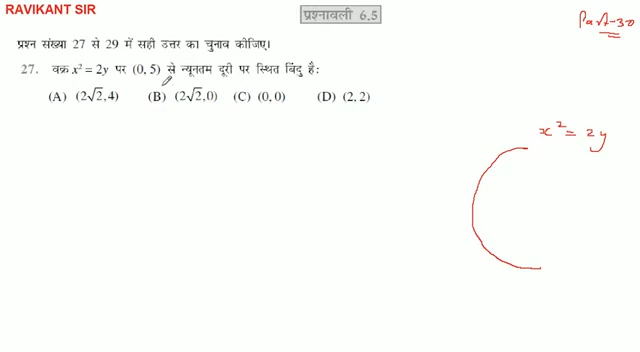 RAVIKANT SIR
प्रश्नावली 6.5
Part-30
प्रश्न संख्या 27 से 29 में सही उत्तर का चुनाव कीजिए।
27. वक्र x² = 2y पर (0, 5) से न्यूनतम दूरी पर स्थित बिंदु है:
(A) (2√2,4) (B) (2√2,0) (C) (0, 0) (D) (2, 2)
x² = 2y